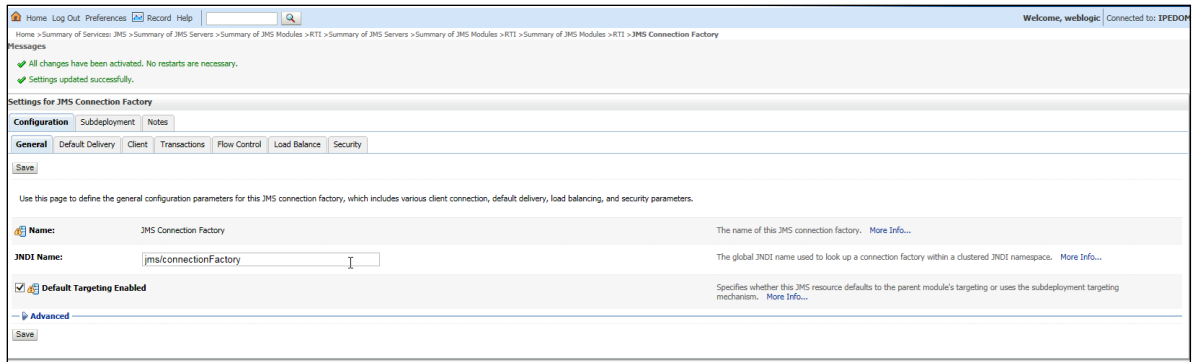 Home Log Out Preferences Record Help
Welcome, weblogic Connected to: IPEDOM
Home >Summary of Services: JMS >Summary of JMS Servers >Summary of JMS Modules >RTI >Summary of JMS Servers >Summary of JMS Modules >RTI >Summary of JMS Modules >RTI >JMS Connection Factory
Messages
All changes have been activated. No restarts are necessary.
Settings updated successfully.
Settings for JMS Connection Factory
Configuration Subdeployment Notes
General Default Delivery Client Transactions Flow Control Load Balance Security
Save
Use this page to define the general configuration parameters for this JMS connection factory, which includes various client connection, default delivery, load balancing, and security parameters.
Name: JMS Connection Factory The name of this JMS connection factory. More Info...
JNDI Name: jms/connectionFactory The global JNDI name used to look up a connection factory within a clustered JNDI namespace. More Info...
Default Targeting Enabled Specifies whether this JMS resource defaults to the parent module's targeting or uses the subdeployment targeting
mechanism. More Info...
Advanced
Save